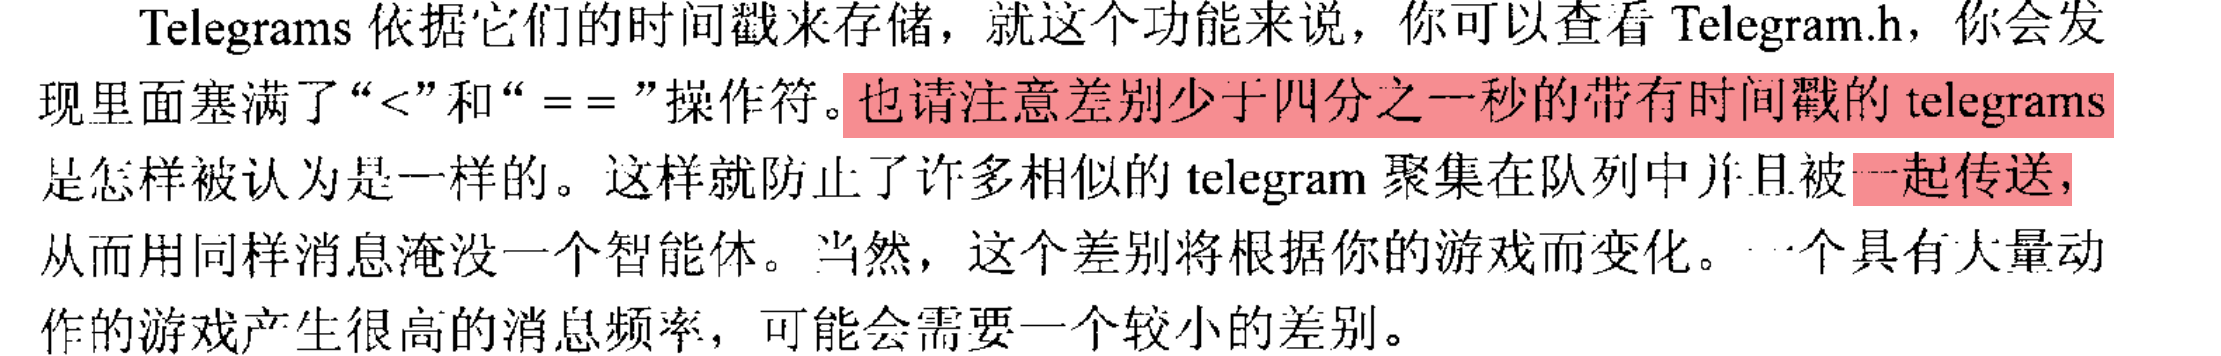 Telegrams 依据它们的时间戳来存储，就这个功能来说，你可以查看 Telegram.h，你会发
现里面塞满了“<”和“ = = ”操作符。也请注意差别少于四分之一秒的带有时间戳的 telegrams
是怎样被认为是一样的。这样就防止了许多相似的 telegram 聚集在队列中并且被一起传送，
从而用同样消息淹没一个智能体。当然，这个差别将根据你的游戏而变化。一个具有大量动
作的游戏产生很高的消息频率，可能会需要一个较小的差别。